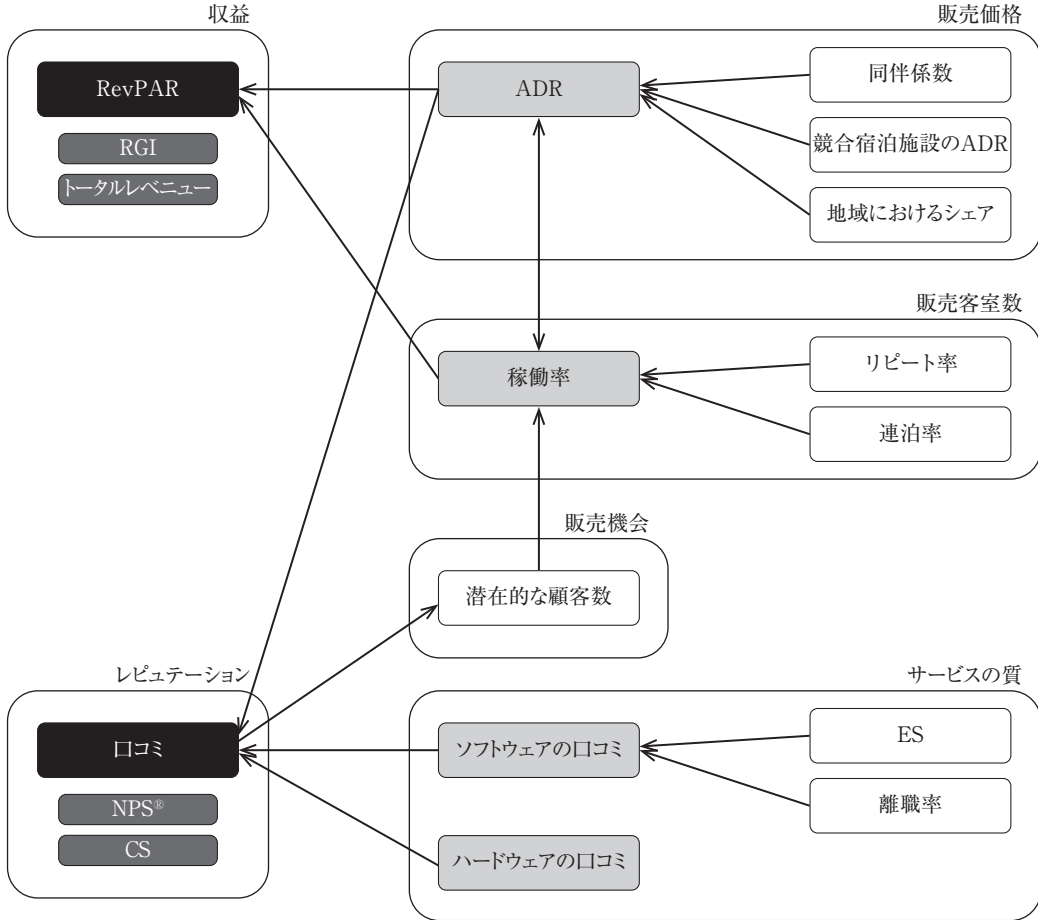 収益
RevPAR
RGI
トータルレベニュー
販売価格
ADR
同伴係数
競合宿泊施設のADR
地域におけるシェア
販売客室数
稼働率
リピート率
連泊率
販売機会
潜在的な顧客数
レピュテーション
口コミ
NPS®
CS
サービスの質
ソフトウェアの口コミ
ES
離職率
ハードウェアの口コミ